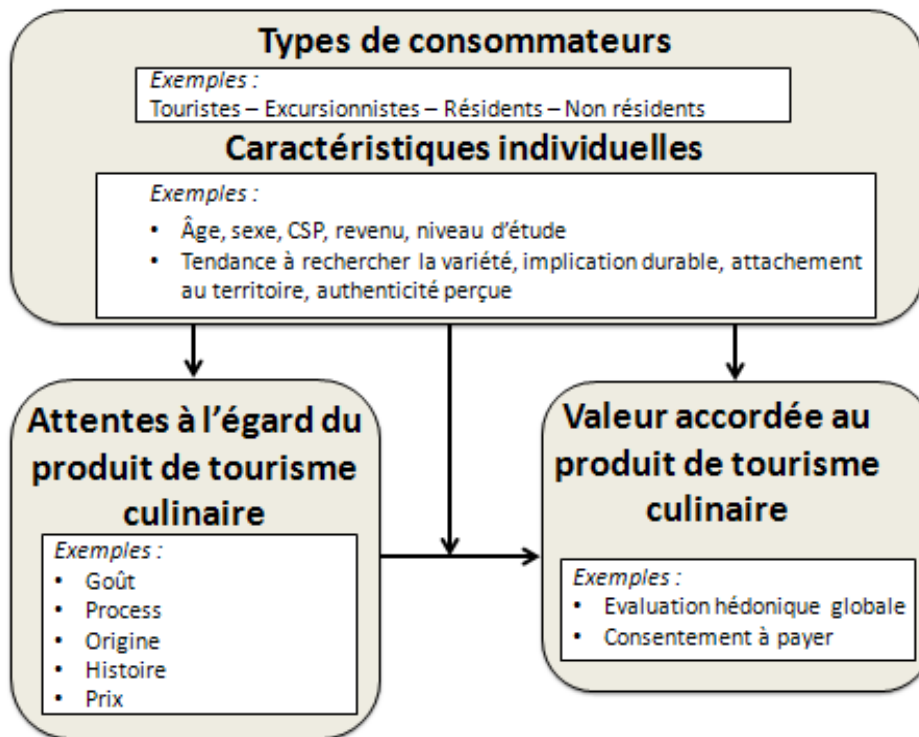 Types de consommateurs
Exemples :
Touristes – Excursionnistes – Résidents – Non résidents
Caractéristiques individuelles
Exemples :
• Âge, sexe, CSP, revenu, niveau d'étude
• Tendance à rechercher la variété, implication durable, attachement
au territoire, authenticité perçue
Attentes à l'égard du
produit de tourisme
culinaire
Exemples :
• Goût
• Process
• Origine
• Histoire
• Prix
Valeur accordée au
produit de tourisme
culinaire
Exemples :
• Evaluation hédonique globale
• Consentement à payer